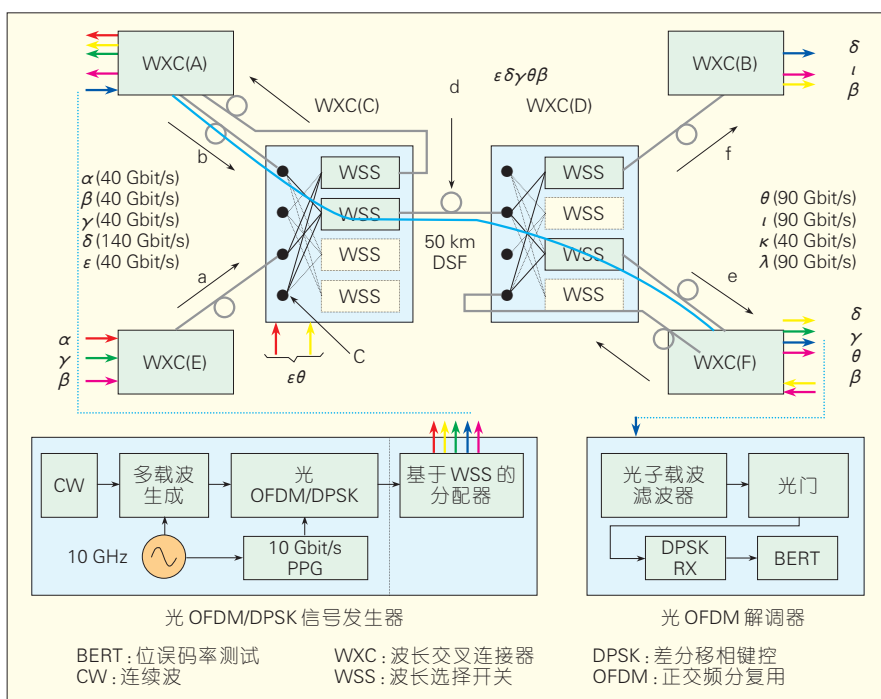 WXC(A)
WXC(B)
δ
ι
β
εδγθβ
d
WXC(C)
WXC(D)
b
f
WSS
WSS
WSS
WSS
WSS
WSS
WSS
WSS
α(40 Gbit/s)
β(40 Gbit/s)
γ(40 Gbit/s)
δ(140 Gbit/s)
ε(40 Gbit/s)
θ(90 Gbit/s)
ι(90 Gbit/s)
κ(40 Gbit/s)
λ(90 Gbit/s)
50 km
DSF
a
e
α
γ
β
WXC(E)
C
εθ
WXC(F)
δ
γ
θ
β
CW
多载波
生成
光
OFDM/DPSK
基于 WSS 的
分配器
10 GHz
10 Gbit/s
PPG
光子载波
滤波器
光门
DPSK
RX
BERT
光 OFDM/DPSK 信号发生器
光 OFDM 解调器
BERT:位误码率测试 WXC:波长交叉连接器 DPSK:差分移相键控
CW:连续波 WSS:波长选择开关 OFDM:正交频分复用